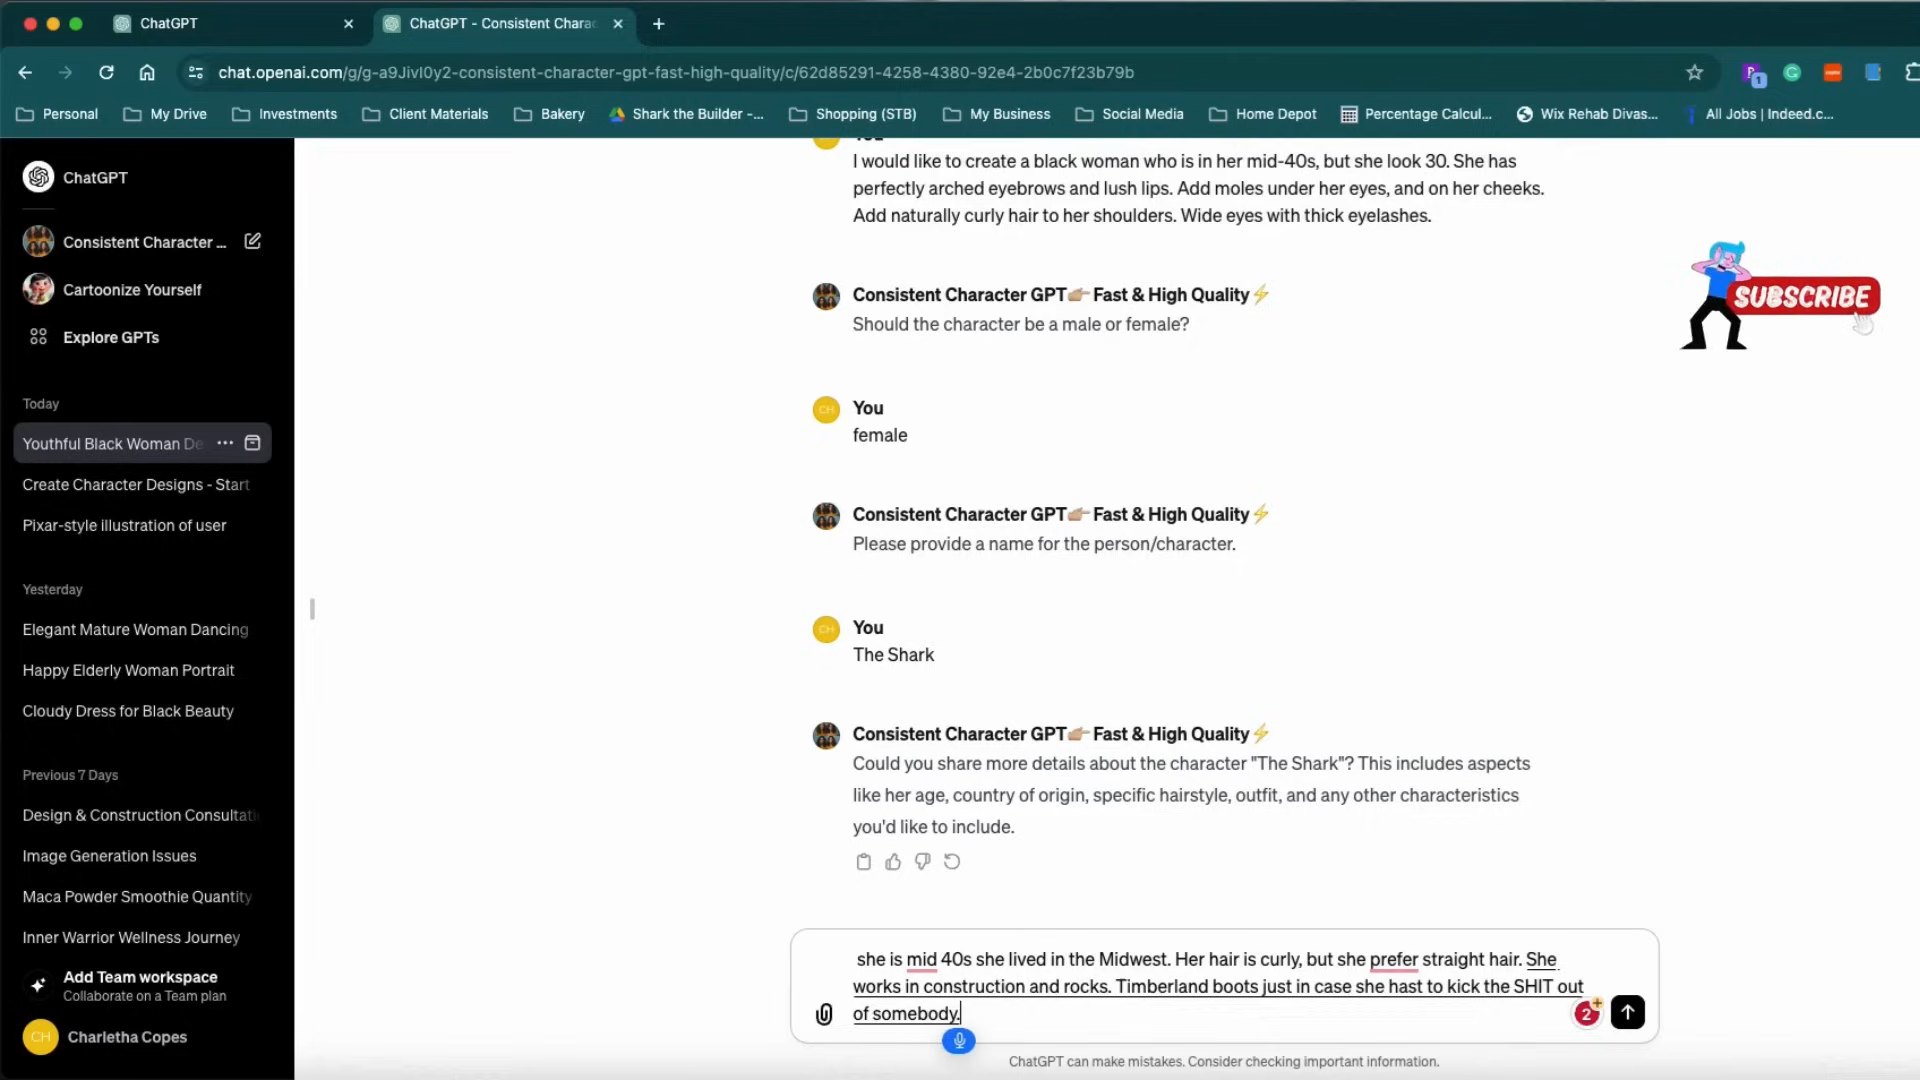 ChatGPT
ChatGPT - Consistent Charac
chat.openai.com/g/g-a9JivI0y2-consistent-character-gpt-fast-high-quality/c/62d85291-4258-4380-92e4-2b0c7f23b79b
1
Personal
My Drive
Investments
Client Materials
Bakery
Shark the Builder -...
Shopping (STB)
My Business
Social Media
Home Depot
Percentage Calcul...
Wix Rehab Divas...
All Jobs | Indeed.c...
ChatGPT
Consistent Character ...
Cartoonize Yourself
Explore GPTs
Today
Youthful Black Woman De
Create Character Designs - Start
Pixar-style illustration of user
Yesterday
Elegant Mature Woman Dancing
Happy Elderly Woman Portrait
Cloudy Dress for Black Beauty
Previous 7 Days
Design & Construction Consultati
Image Generation Issues
Maca Powder Smoothie Quantity
Inner Warrior Wellness Journey
Add Team workspace
Collaborate on a Team plan
CH Charletha Copes
You
I would like to create a black woman who is in her mid-40s, but she look 30. She has
perfectly arched eyebrows and lush lips. Add moles under her eyes, and on her cheeks.
Add naturally curly hair to her shoulders. Wide eyes with thick eyelashes.
Consistent Character GPT👉🏼 Fast & High Quality⚡
Should the character be a male or female?
CH You
female
Consistent Character GPT👉🏼 Fast & High Quality⚡
Please provide a name for the person/character.
CH You
The Shark
Consistent Character GPT👉🏼 Fast & High Quality⚡
Could you share more details about the character "The Shark"? This includes aspects
like her age, country of origin, specific hairstyle, outfit, and any other characteristics
you'd like to include.
she is mid 40s she lived in the Midwest. Her hair is curly, but she prefer straight hair. She
works in construction and rocks. Timberland boots just in case she hast to kick the SHIT out
of somebody.
2
ChatGPT can make mistakes. Consider checking important information.
SUBSCRIBE